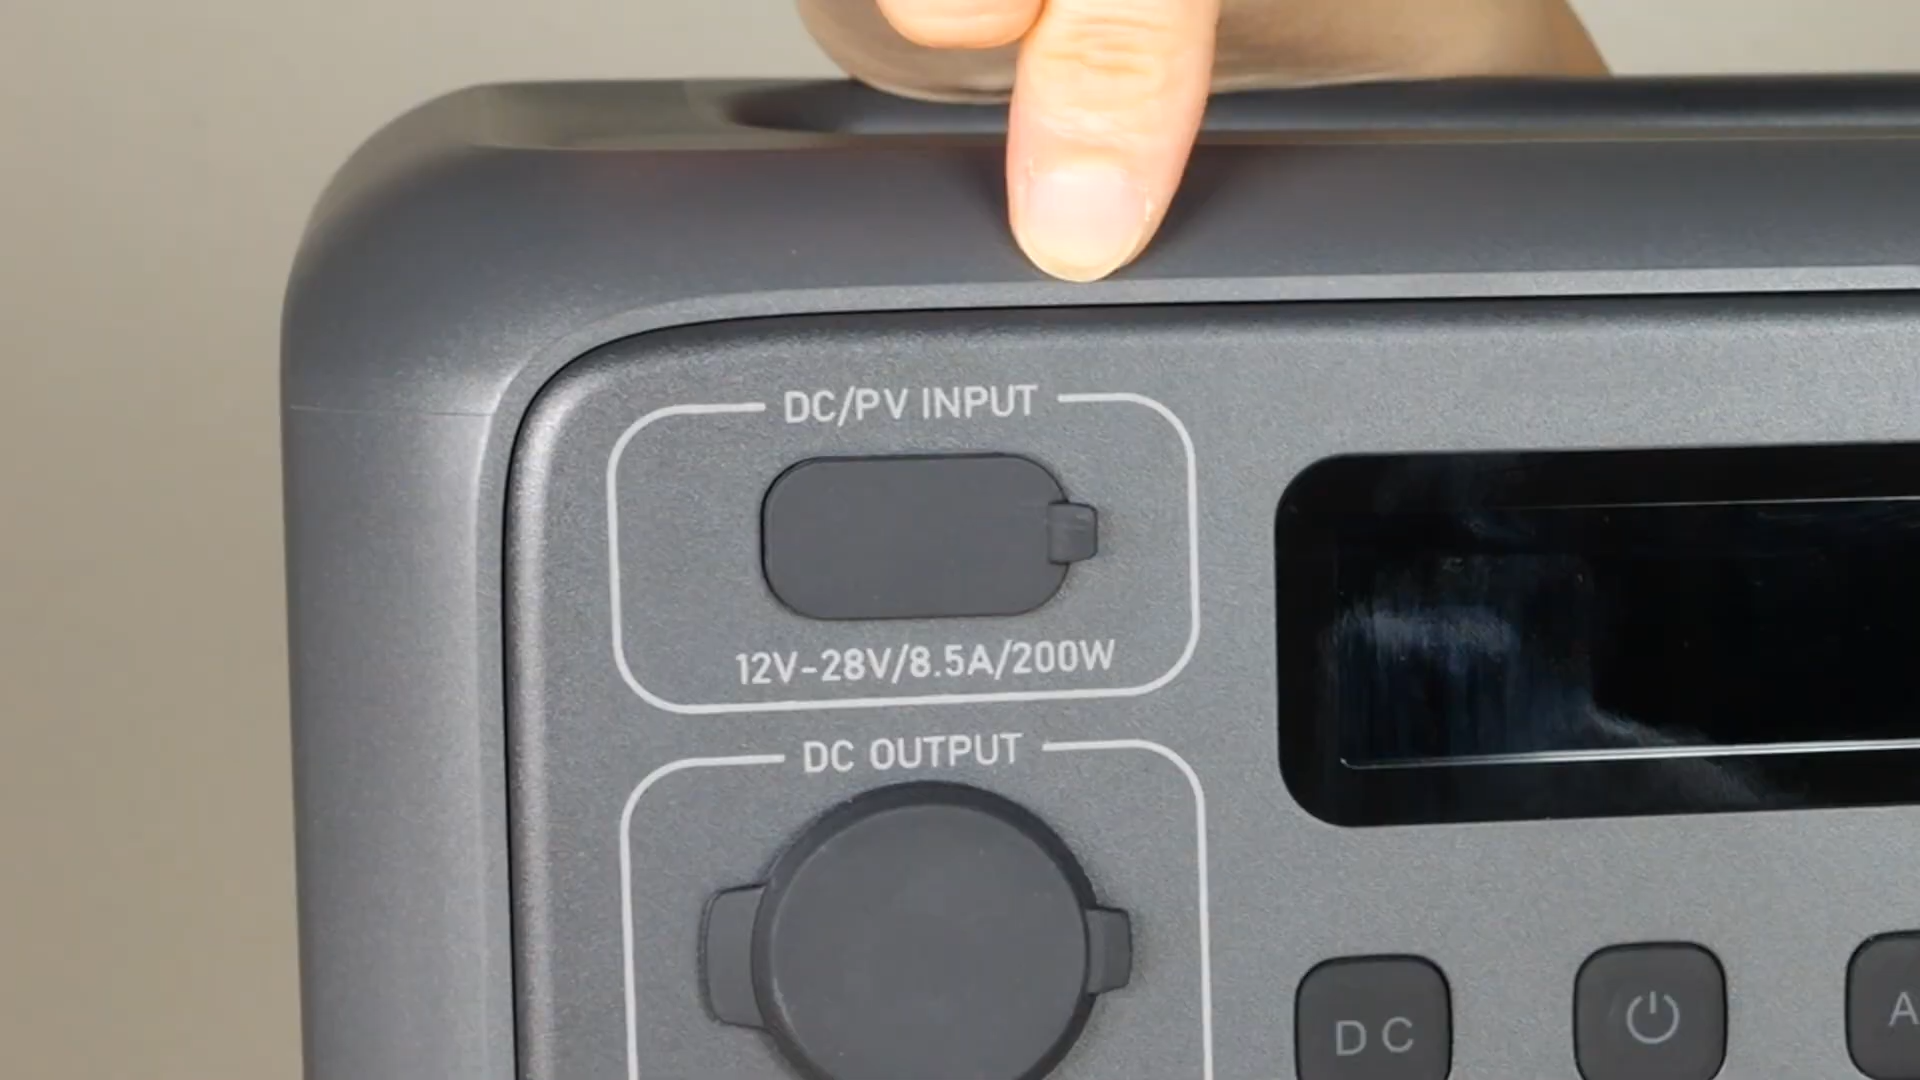 DC/PV INPUT
12V-28V/8.5A/200W
DC OUTPUT
DC
A